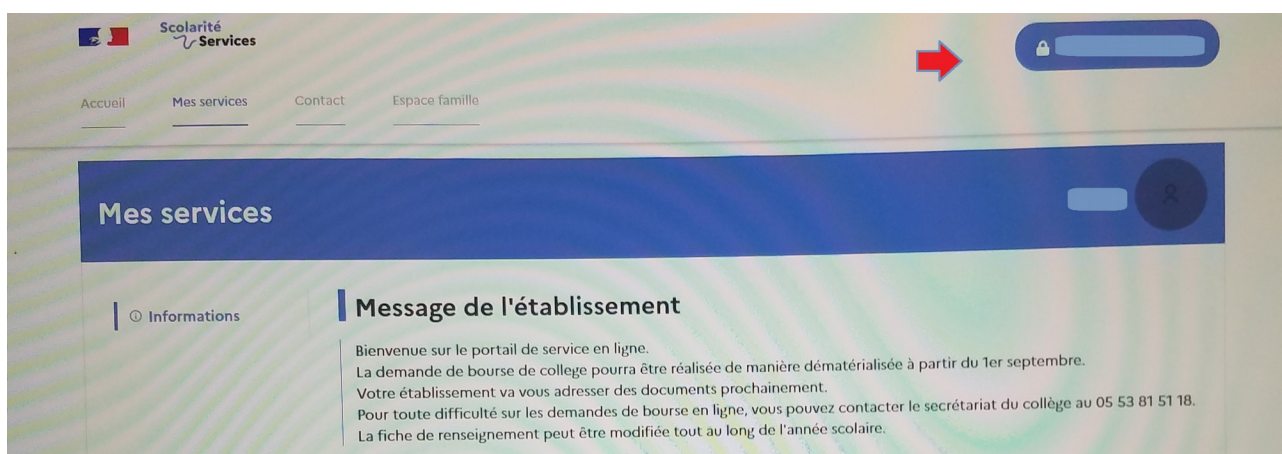 Scolarité
Services
Accueil Mes services Contact Espace famille
Mes services
Informations
Message de l'établissement
Bienvenue sur le portail de service en ligne.
La demande de bourse de college pourra être réalisée de manière dématérialisée à partir du 1er septembre.
Votre établissement va vous adresser des documents prochainement.
Pour toute difficulté sur les demandes de bourse en ligne, vous pouvez contacter le secrétariat du collège au 05 53 81 51 18.
La fiche de renseignement peut être modifiée tout au long de l'année scolaire.